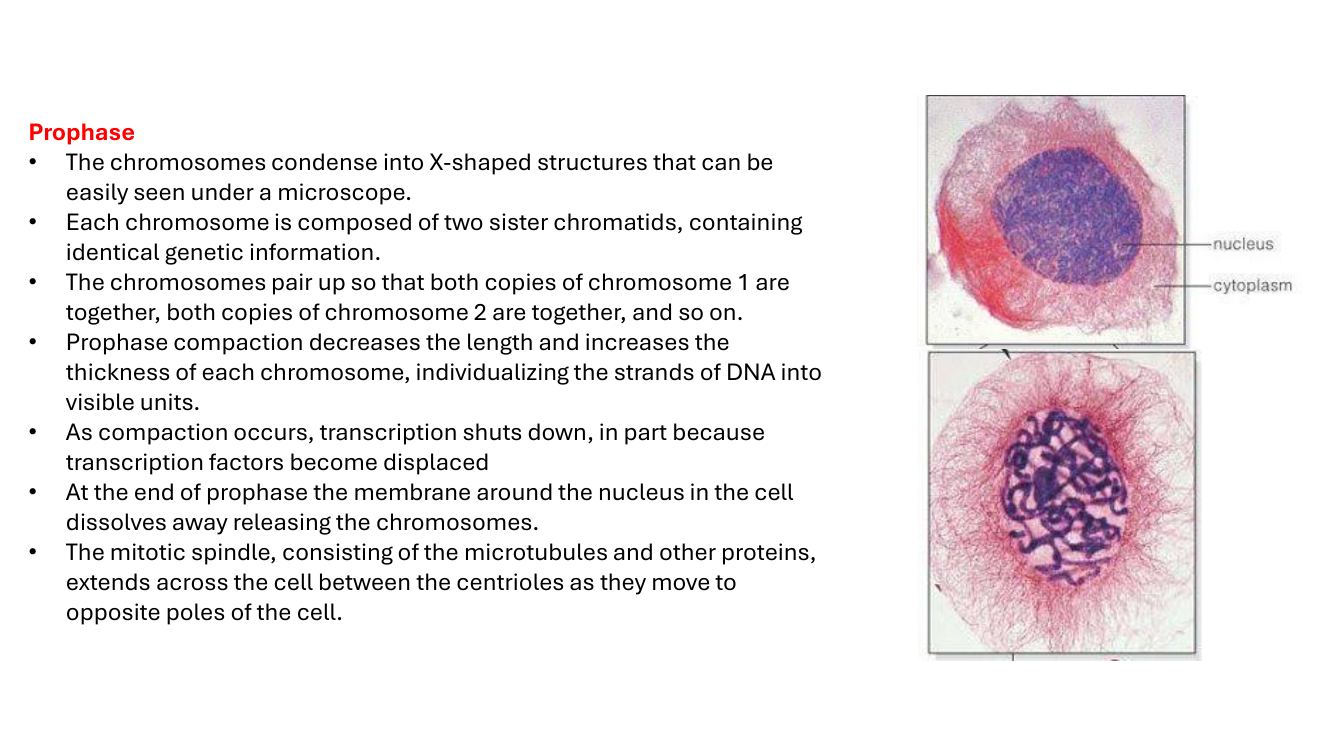 Prophase
• The chromosomes condense into X-shaped structures that can be
easily seen under a microscope.
• Each chromosome is composed of two sister chromatids, containing
identical genetic information.
• The chromosomes pair up so that both copies of chromosome 1 are
together, both copies of chromosome 2 are together, and so on.
• Prophase compaction decreases the length and increases the
thickness of each chromosome, individualizing the strands of DNA into
visible units.
• As compaction occurs, transcription shuts down, in part because
transcription factors become displaced
• At the end of prophase the membrane around the nucleus in the cell
dissolves away releasing the chromosomes.
• The mitotic spindle, consisting of the microtubules and other proteins,
extends across the cell between the centrioles as they move to
opposite poles of the cell.
nucleus
cytoplasm